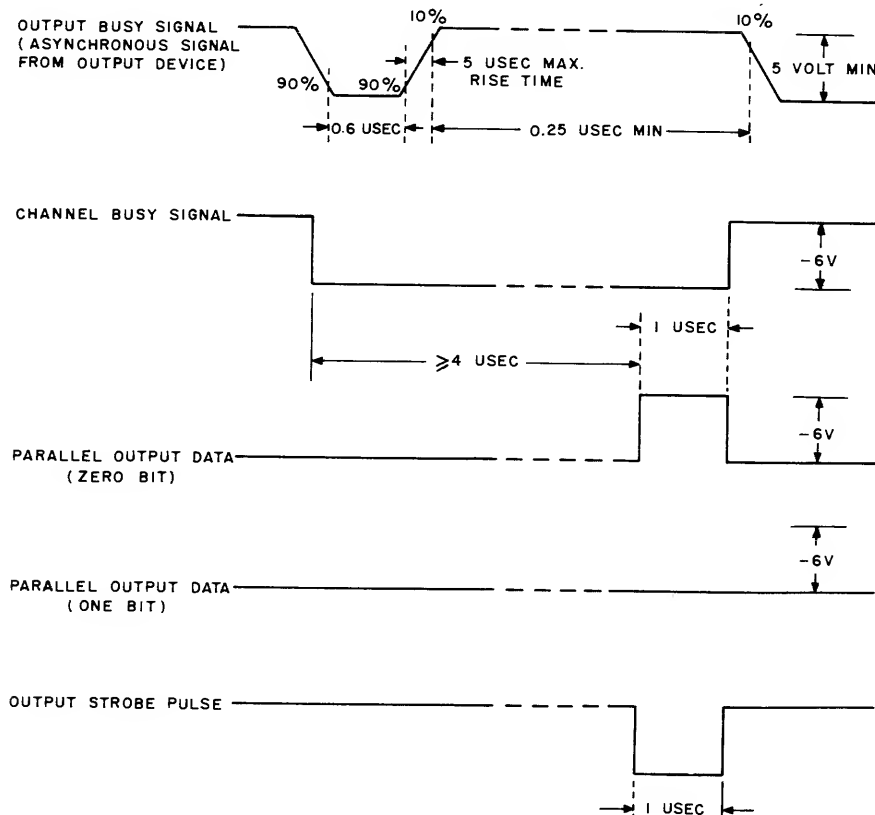 OUTPUT BUSY SIGNAL
(ASYNCHRONOUS SIGNAL
FROM OUTPUT DEVICE)
10%
10%
90%
90%
5 USEC MAX.
RISE TIME
5 VOLT MIN
0.6 USEC
0.25 USEC MIN
CHANNEL BUSY SIGNAL
-6V
1 USEC
≥4 USEC
PARALLEL OUTPUT DATA
(ZERO BIT)
-6V
PARALLEL OUTPUT DATA
(ONE BIT)
-6V
OUTPUT STROBE PULSE
1 USEC